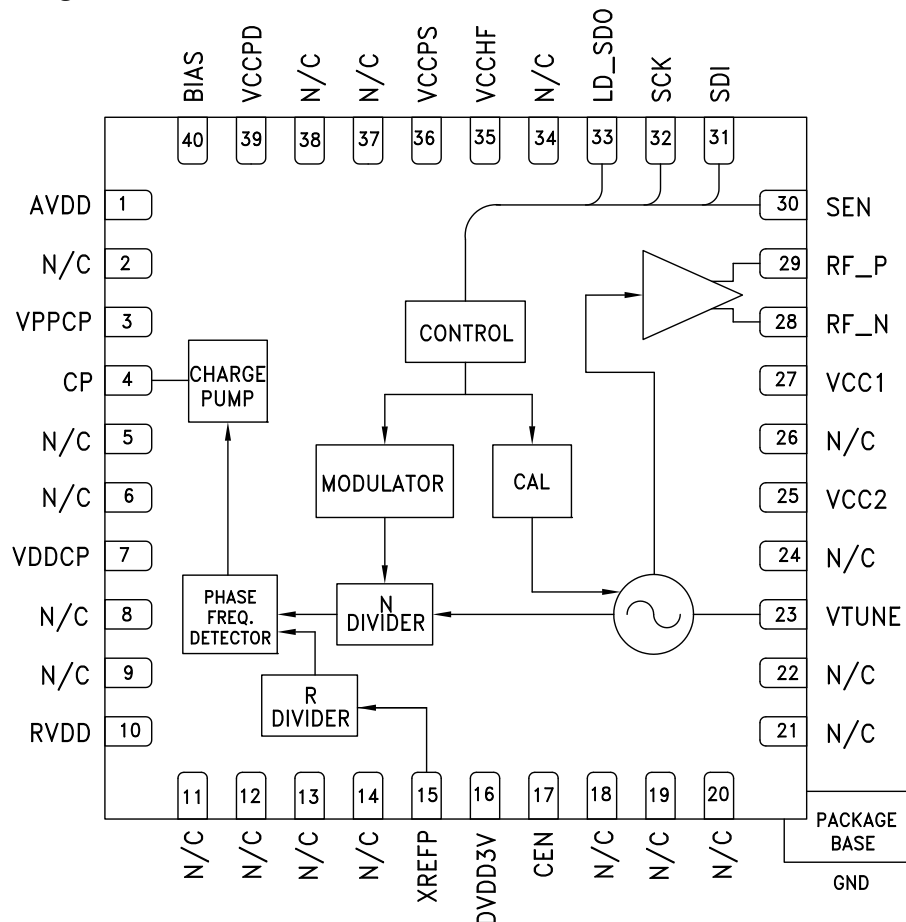 BIAS
VCCPD
N/C
N/C
VCCPS
VCCHF
N/C
LD_SDO
SCK
SDI
40
39
38
37
36
35
34
33
32
31
AVDD 1
N/C 2
VPPCP 3
CP 4
N/C 5
N/C 6
VDDCP 7
N/C 8
N/C 9
RVDD 10
30 SEN
29 RF_P
28 RF_N
27 VCC1
26 N/C
25 VCC2
24 N/C
23 VTUNE
22 N/C
21 N/C
CONTROL
CHARGE
PUMP
MODULATOR
CAL
PHASE
FREQ.
DETECTOR
N
DIVIDER
R
DIVIDER
11
12
13
14
15
16
17
18
19
20
N/C
N/C
N/C
N/C
XREFP
DVDD3V
CEN
N/C
N/C
N/C
PACKAGE
BASE
GND